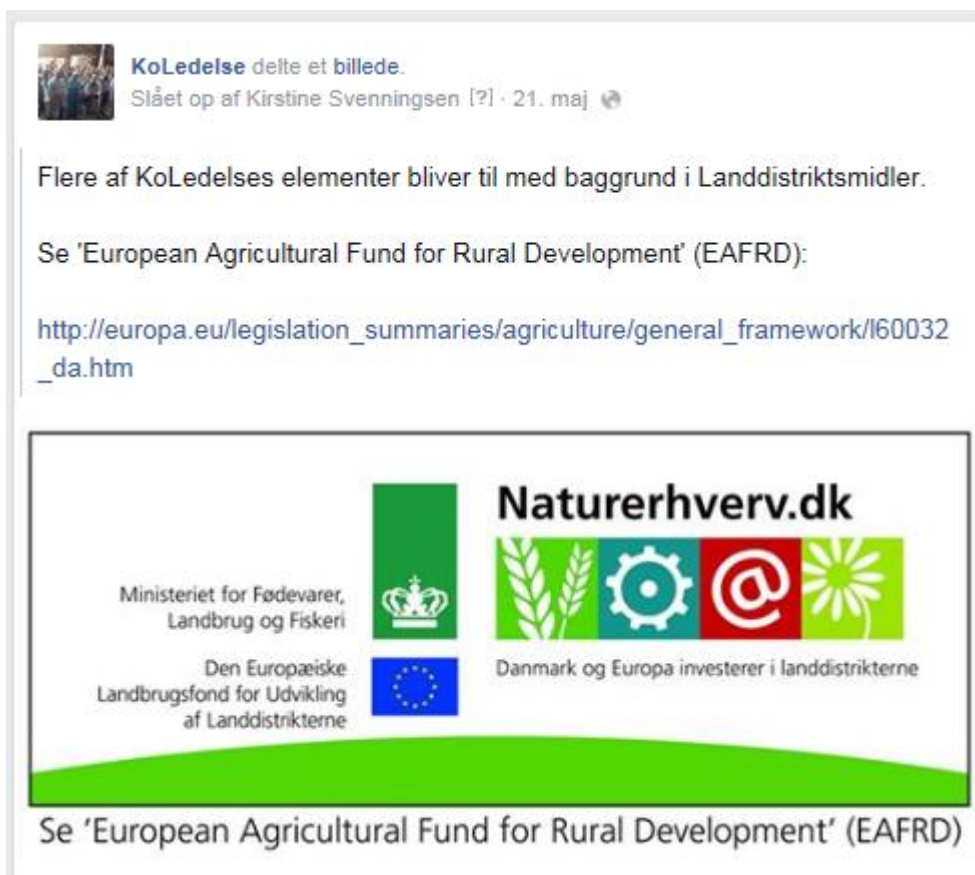 KoLedelse delte et billede.
Slået op af Kirstine Svenningsen [?] · 21. maj
Flere af KoLedelses elementer bliver til med baggrund i Landdistriktsmidler.
Se 'European Agricultural Fund for Rural Development' (EAFRD):
http://europa.eu/legislation_summaries/agriculture/general_framework/l60032
_da.htm
Ministeriet for Fødevarer,
Landbrug og Fiskeri
Den Europæiske
Landbrugsfond for Udvikling
af Landdistrikterne
Naturerhverv.dk
@
Danmark og Europa investerer i landdistrikterne
Se ‘European Agricultural Fund for Rural Development’ (EAFRD)